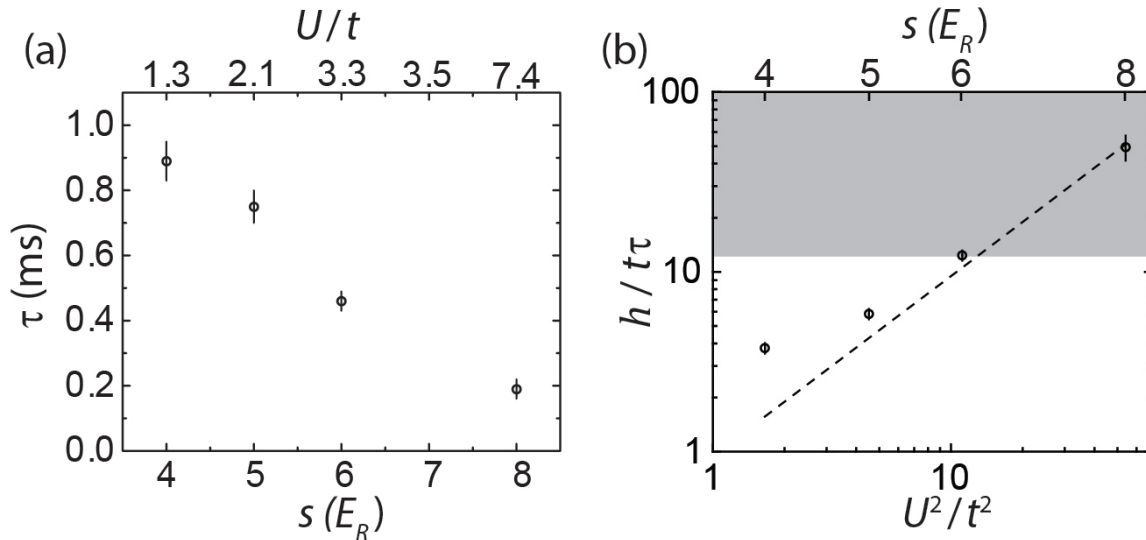 (a)
U/t
1.3 2.1 3.3 3.5 7.4
τ (ms)
1.0
0.8
0.6
0.4
0.2
0.0
4 5 6 7 8
s (E_R)
(b)
s (E_R)
4 5 6 8
h / tτ
100
10
1
1 10
U²/t²